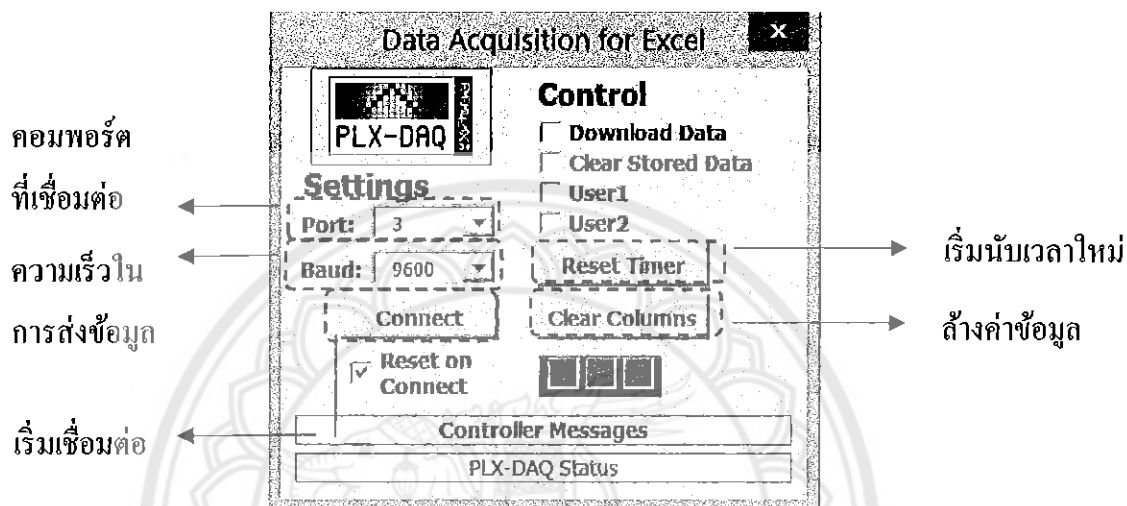 Data Acquisition for Excel
x
PLX-DAQ
PARALLAX
Control
Download Data
Clear Stored Data
User1
User2
Reset Timer
Clear Columns
Settings
Port: 3
Baud: 9600
Connect
Reset on
Connect
Controller Messages
PLX-DAQ Status
คอมพอร์ต
ที่เชื่อมต่อ
ความเร็วใน
การส่งข้อมูล
เริ่มเชื่อมต่อ
เริ่มนับเวลาใหม่
ล้างค่าข้อมูล